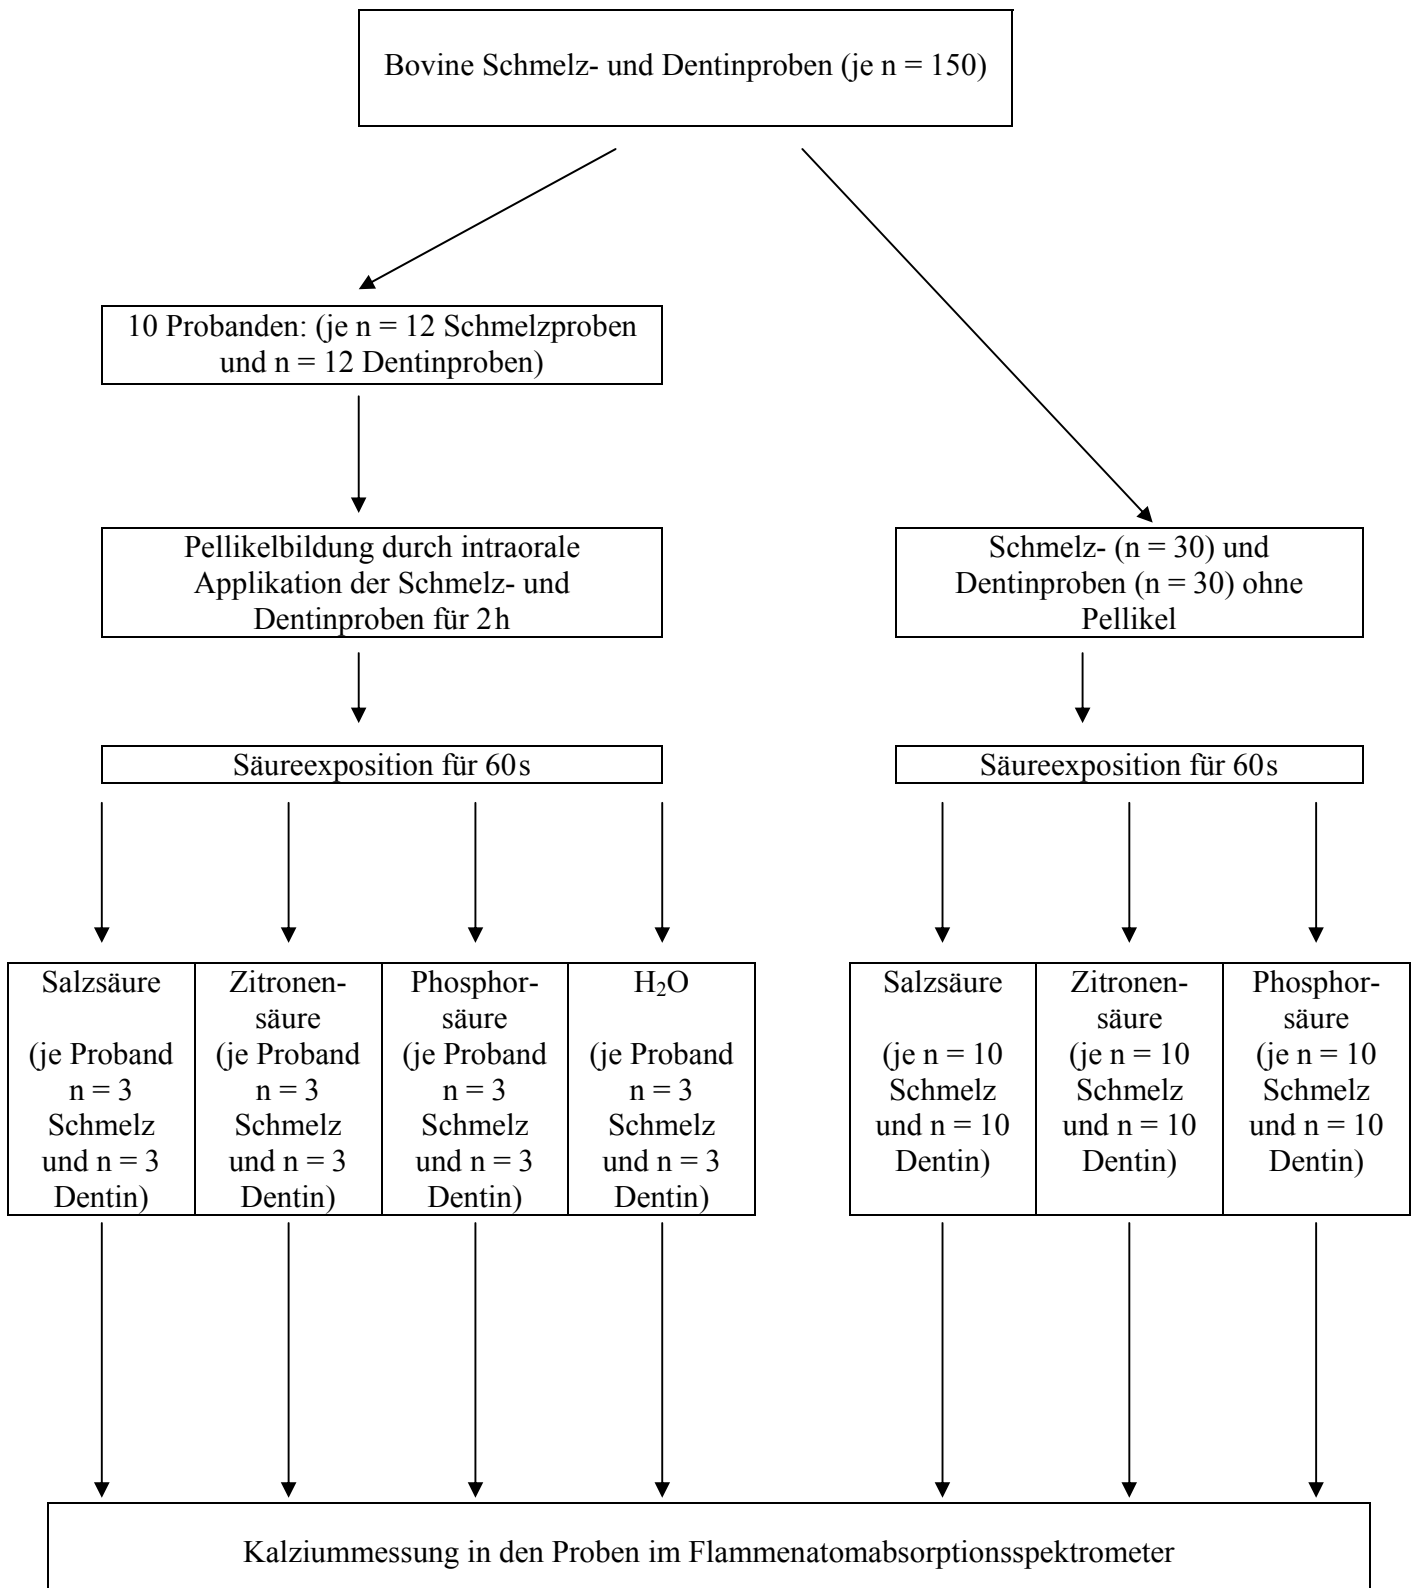 Bovine Schmelz- und Dentinproben (je n = 150)
10 Probanden: (je n = 12 Schmelzproben
und n = 12 Dentinproben)
Pellikelbildung durch intraorale
Applikation der Schmelz- und
Dentinproben für 2h
Schmelz- (n = 30) und
Dentinproben (n = 30) ohne
Pellikel
Säureexposition für 60s
Säureexposition für 60s
Salzsäure
(je Proband
n = 3
Schmelz
und n = 3
Dentin)
Zitronen-
säure
(je Proband
n = 3
Schmelz
und n = 3
Dentin)
Phosphor-
säure
(je Proband
n = 3
Schmelz
und n = 3
Dentin)
H₂O
(je Proband
n = 3
Schmelz
und n = 3
Dentin)
Salzsäure
(je n = 10
Schmelz
und n = 10
Dentin)
Zitronen-
säure
(je n = 10
Schmelz
und n = 10
Dentin)
Phosphor-
säure
(je n = 10
Schmelz
und n = 10
Dentin)
Kalziummessung in den Proben im Flammenatomabsorptionsspektrometer